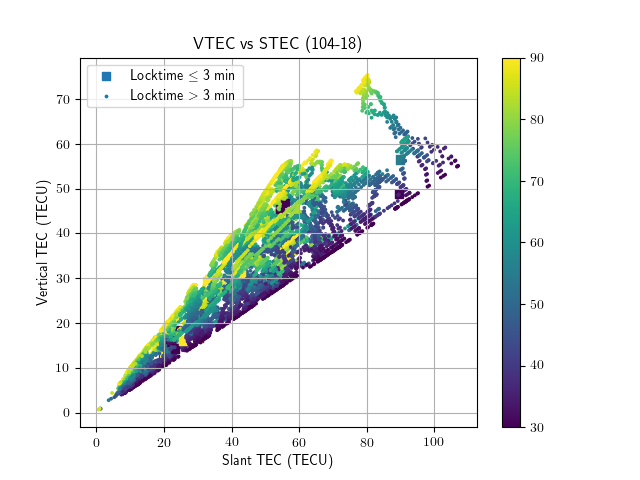 VTEC vs STEC (104-18)
Locktime ≤ 3 min
Locktime > 3 min
Vertical TEC (TECU)
70
60
50
40
30
20
10
0
0 20 40 60 80 100
Slant TEC (TECU)
90
80
70
60
50
40
30